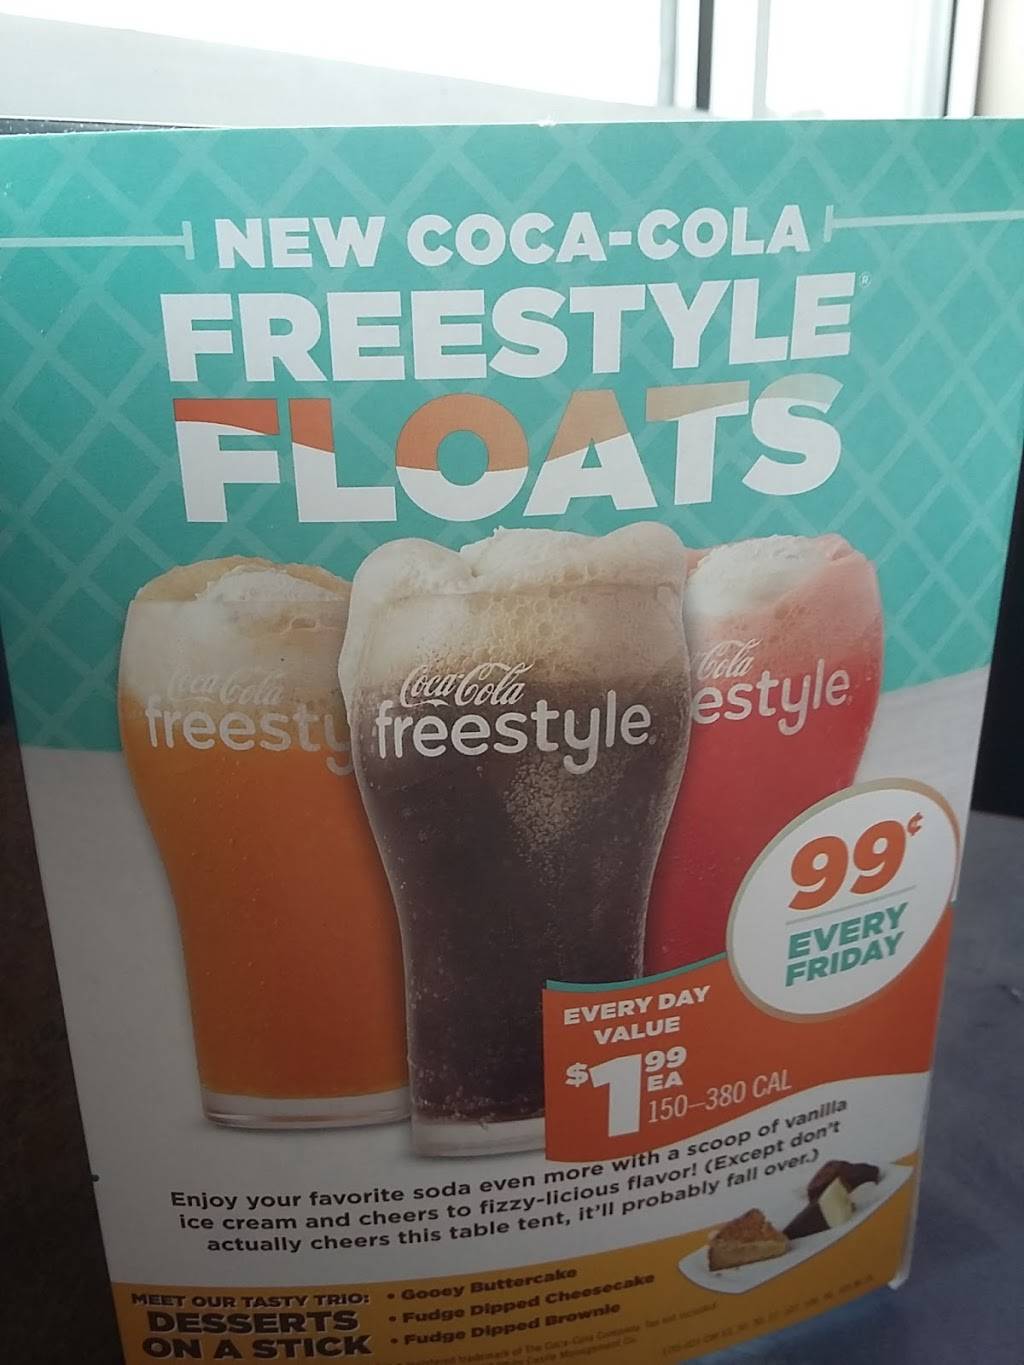 NEW COCA-COLA
FREESTYLE®
FLOATS
Coca-Cola
freesty
Coca-Cola
freestyle
Cola
estyle
99¢
EVERY
FRIDAY
EVERY DAY
VALUE
$1.99
EA
150–380 CAL
Enjoy your favorite soda even more with a scoop of vanilla
ice cream and cheers to fizzy-licious flavor! (Except don't
actually cheers this table tent, it'll probably fall over.)
MEET OUR TASTY TRIO:
DESSERTS
ON A STICK
• Gooey Buttercake
• Fudge Dipped Cheesecake
• Fudge Dipped Brownie